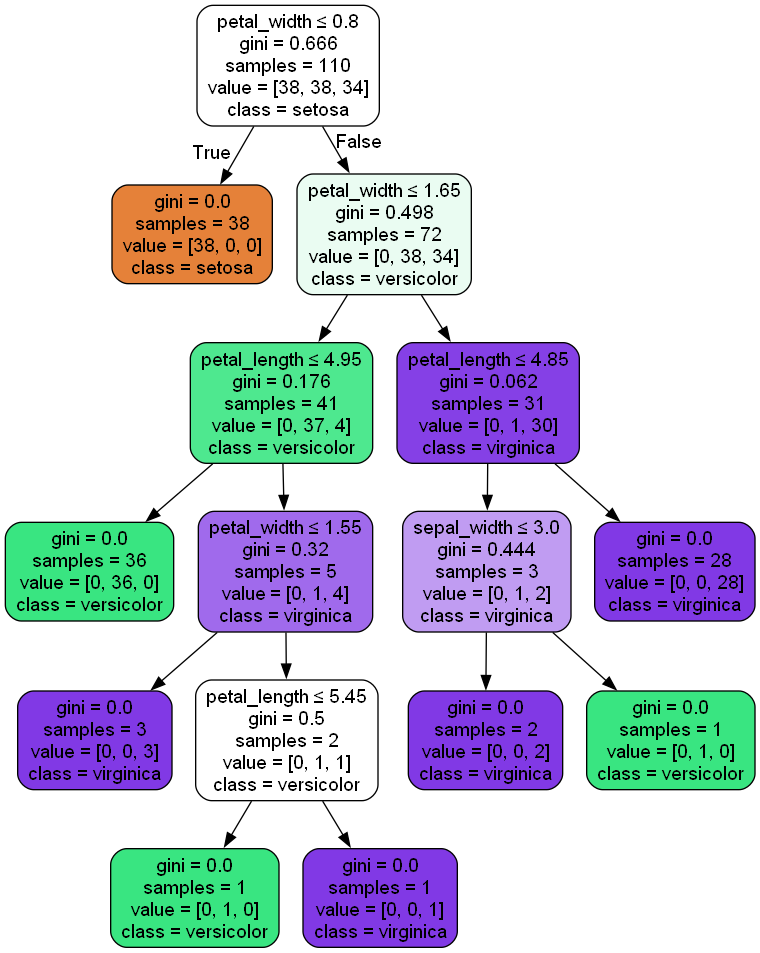 petal_width ≤ 0.8
gini = 0.666
samples = 110
value = [38, 38, 34]
class = setosa
True
False
gini = 0.0
samples = 38
value = [38, 0, 0]
class = setosa
petal_width ≤ 1.65
gini = 0.498
samples = 72
value = [0, 38, 34]
class = versicolor
petal_length ≤ 4.95
gini = 0.176
samples = 41
value = [0, 37, 4]
class = versicolor
petal_length ≤ 4.85
gini = 0.062
samples = 31
value = [0, 1, 30]
class = virginica
gini = 0.0
samples = 36
value = [0, 36, 0]
class = versicolor
petal_width ≤ 1.55
gini = 0.32
samples = 5
value = [0, 1, 4]
class = virginica
sepal_width ≤ 3.0
gini = 0.444
samples = 3
value = [0, 1, 2]
class = virginica
gini = 0.0
samples = 28
value = [0, 0, 28]
class = virginica
gini = 0.0
samples = 3
value = [0, 0, 3]
class = virginica
petal_length ≤ 5.45
gini = 0.5
samples = 2
value = [0, 1, 1]
class = versicolor
gini = 0.0
samples = 2
value = [0, 0, 2]
class = virginica
gini = 0.0
samples = 1
value = [0, 1, 0]
class = versicolor
gini = 0.0
samples = 1
value = [0, 1, 0]
class = versicolor
gini = 0.0
samples = 1
value = [0, 0, 1]
class = virginica